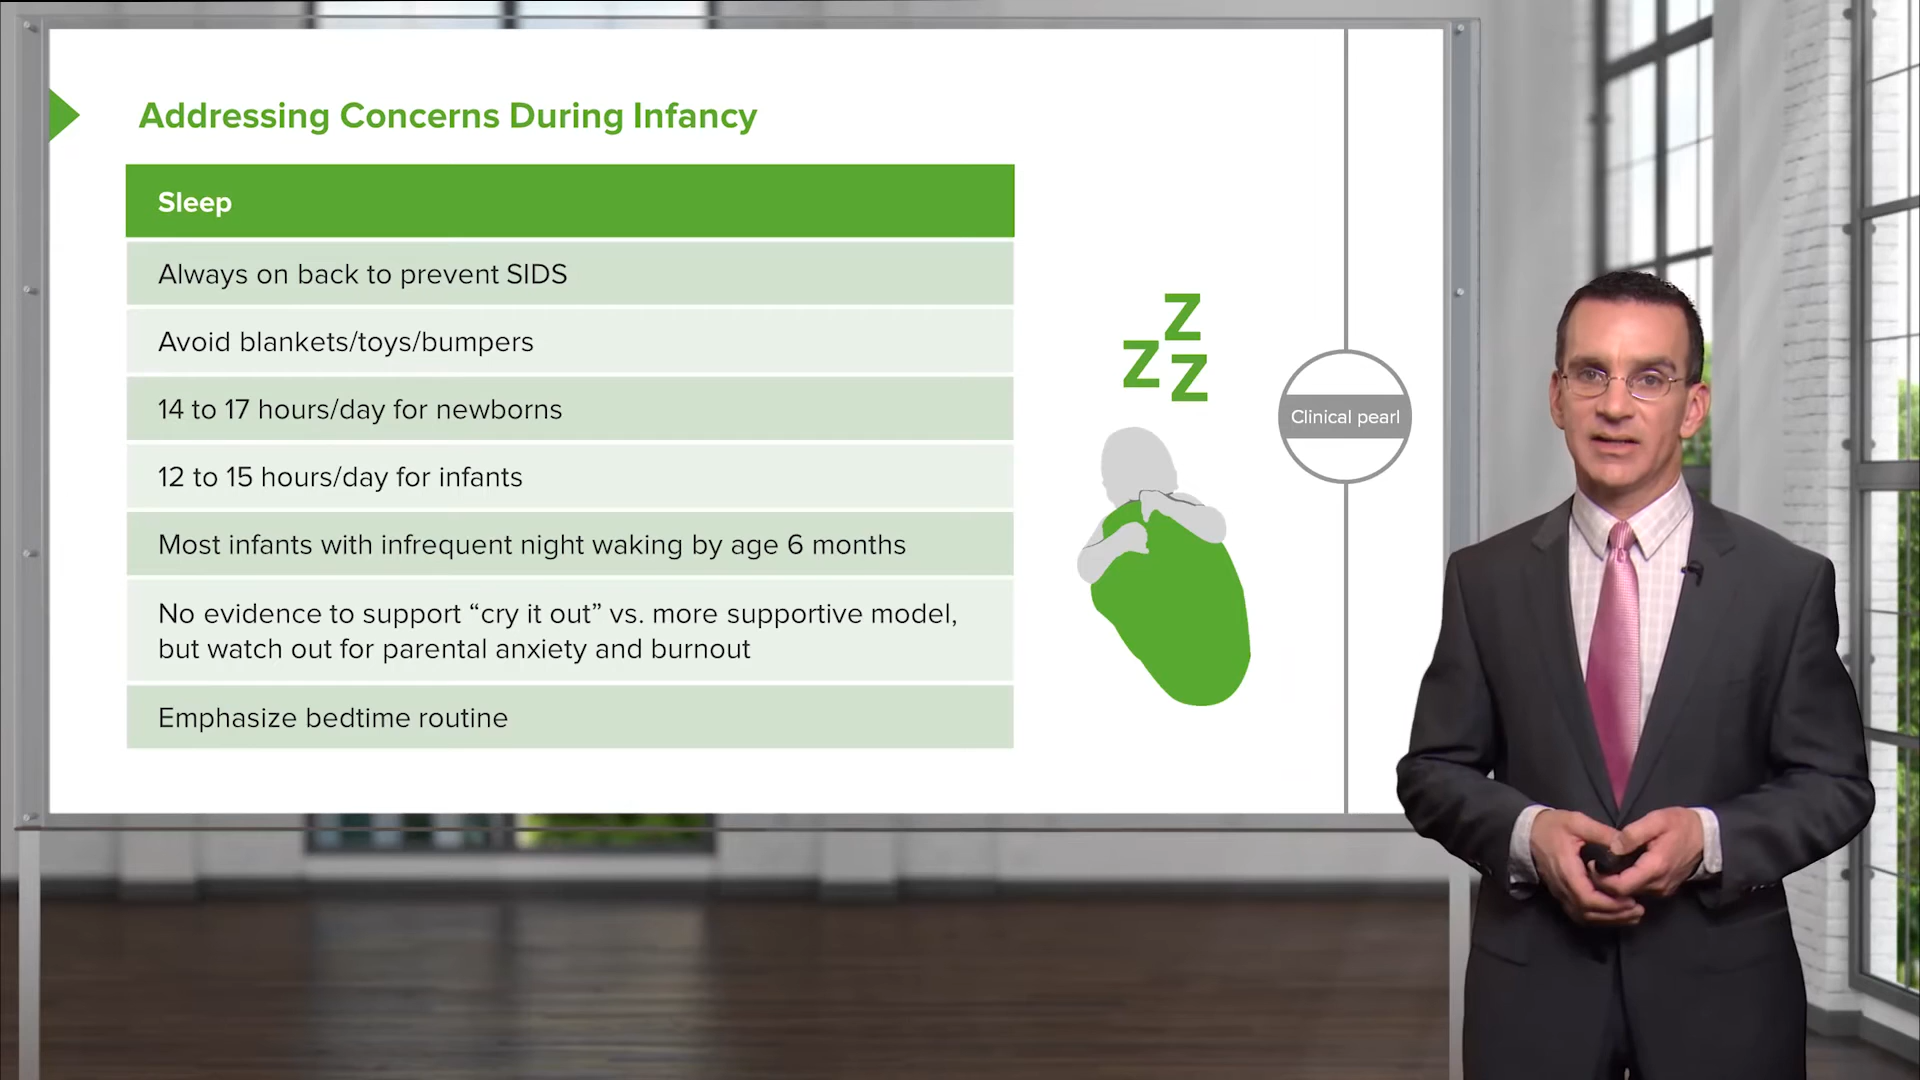 Addressing Concerns During Infancy
Sleep
Always on back to prevent SIDS
Avoid blankets/toys/bumpers
14 to 17 hours/day for newborns
12 to 15 hours/day for infants
Most infants with infrequent night waking by age 6 months
No evidence to support “cry it out” vs. more supportive model,
but watch out for parental anxiety and burnout
Emphasize bedtime routine
Z
Z
Z
Clinical pearl